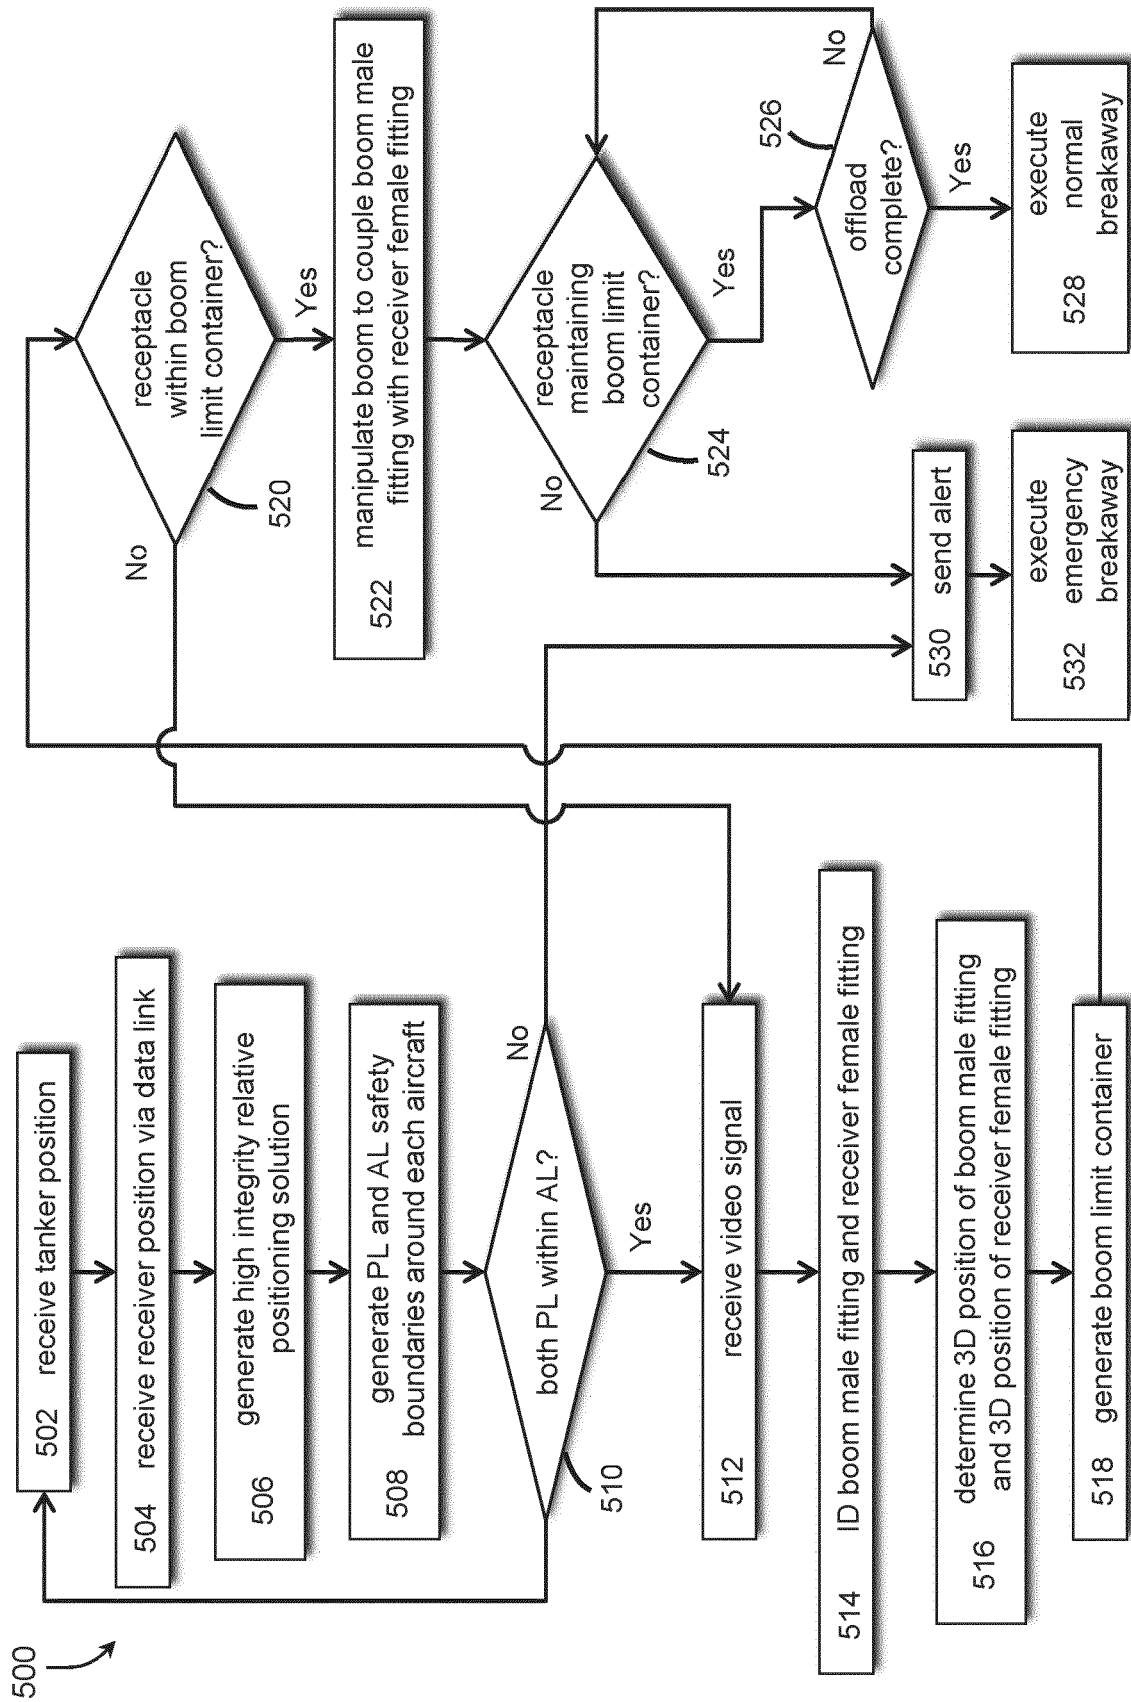 500
502 receive tanker position
504 receive receiver position via data link
506 generate high integrity relative
positioning solution
508 generate PL and AL safety
boundaries around each aircraft
both PL within AL?
510
No
Yes
512 receive video signal
514 ID boom male fitting and receiver female fitting
516 determine 3D position of boom male fitting
and 3D position of receiver female fitting
518 generate boom limit container
receptacle
within boom
limit container?
520
No
Yes
522 manipulate boom to couple boom male
fitting with receiver female fitting
receptacle
maintaining
boom limit
container?
524
No
Yes
offload
complete?
526
No
Yes
528 execute
normal
breakaway
530 send alert
532 execute
emergency
breakaway